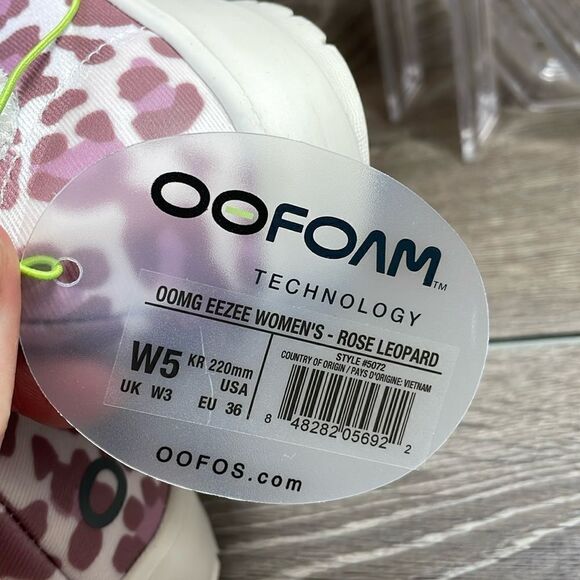 OOFOAM™
TECHNOLOGY
OOMG EEZEE WOMEN'S - ROSE LEOPARD
STYLE #5072
COUNTRY OF ORIGIN / PAYS D'ORIGINE: VIETNAM
W5 KR 220mm
USA
UK W3 EU 36
8 48282 05692 2
OOFOS.com